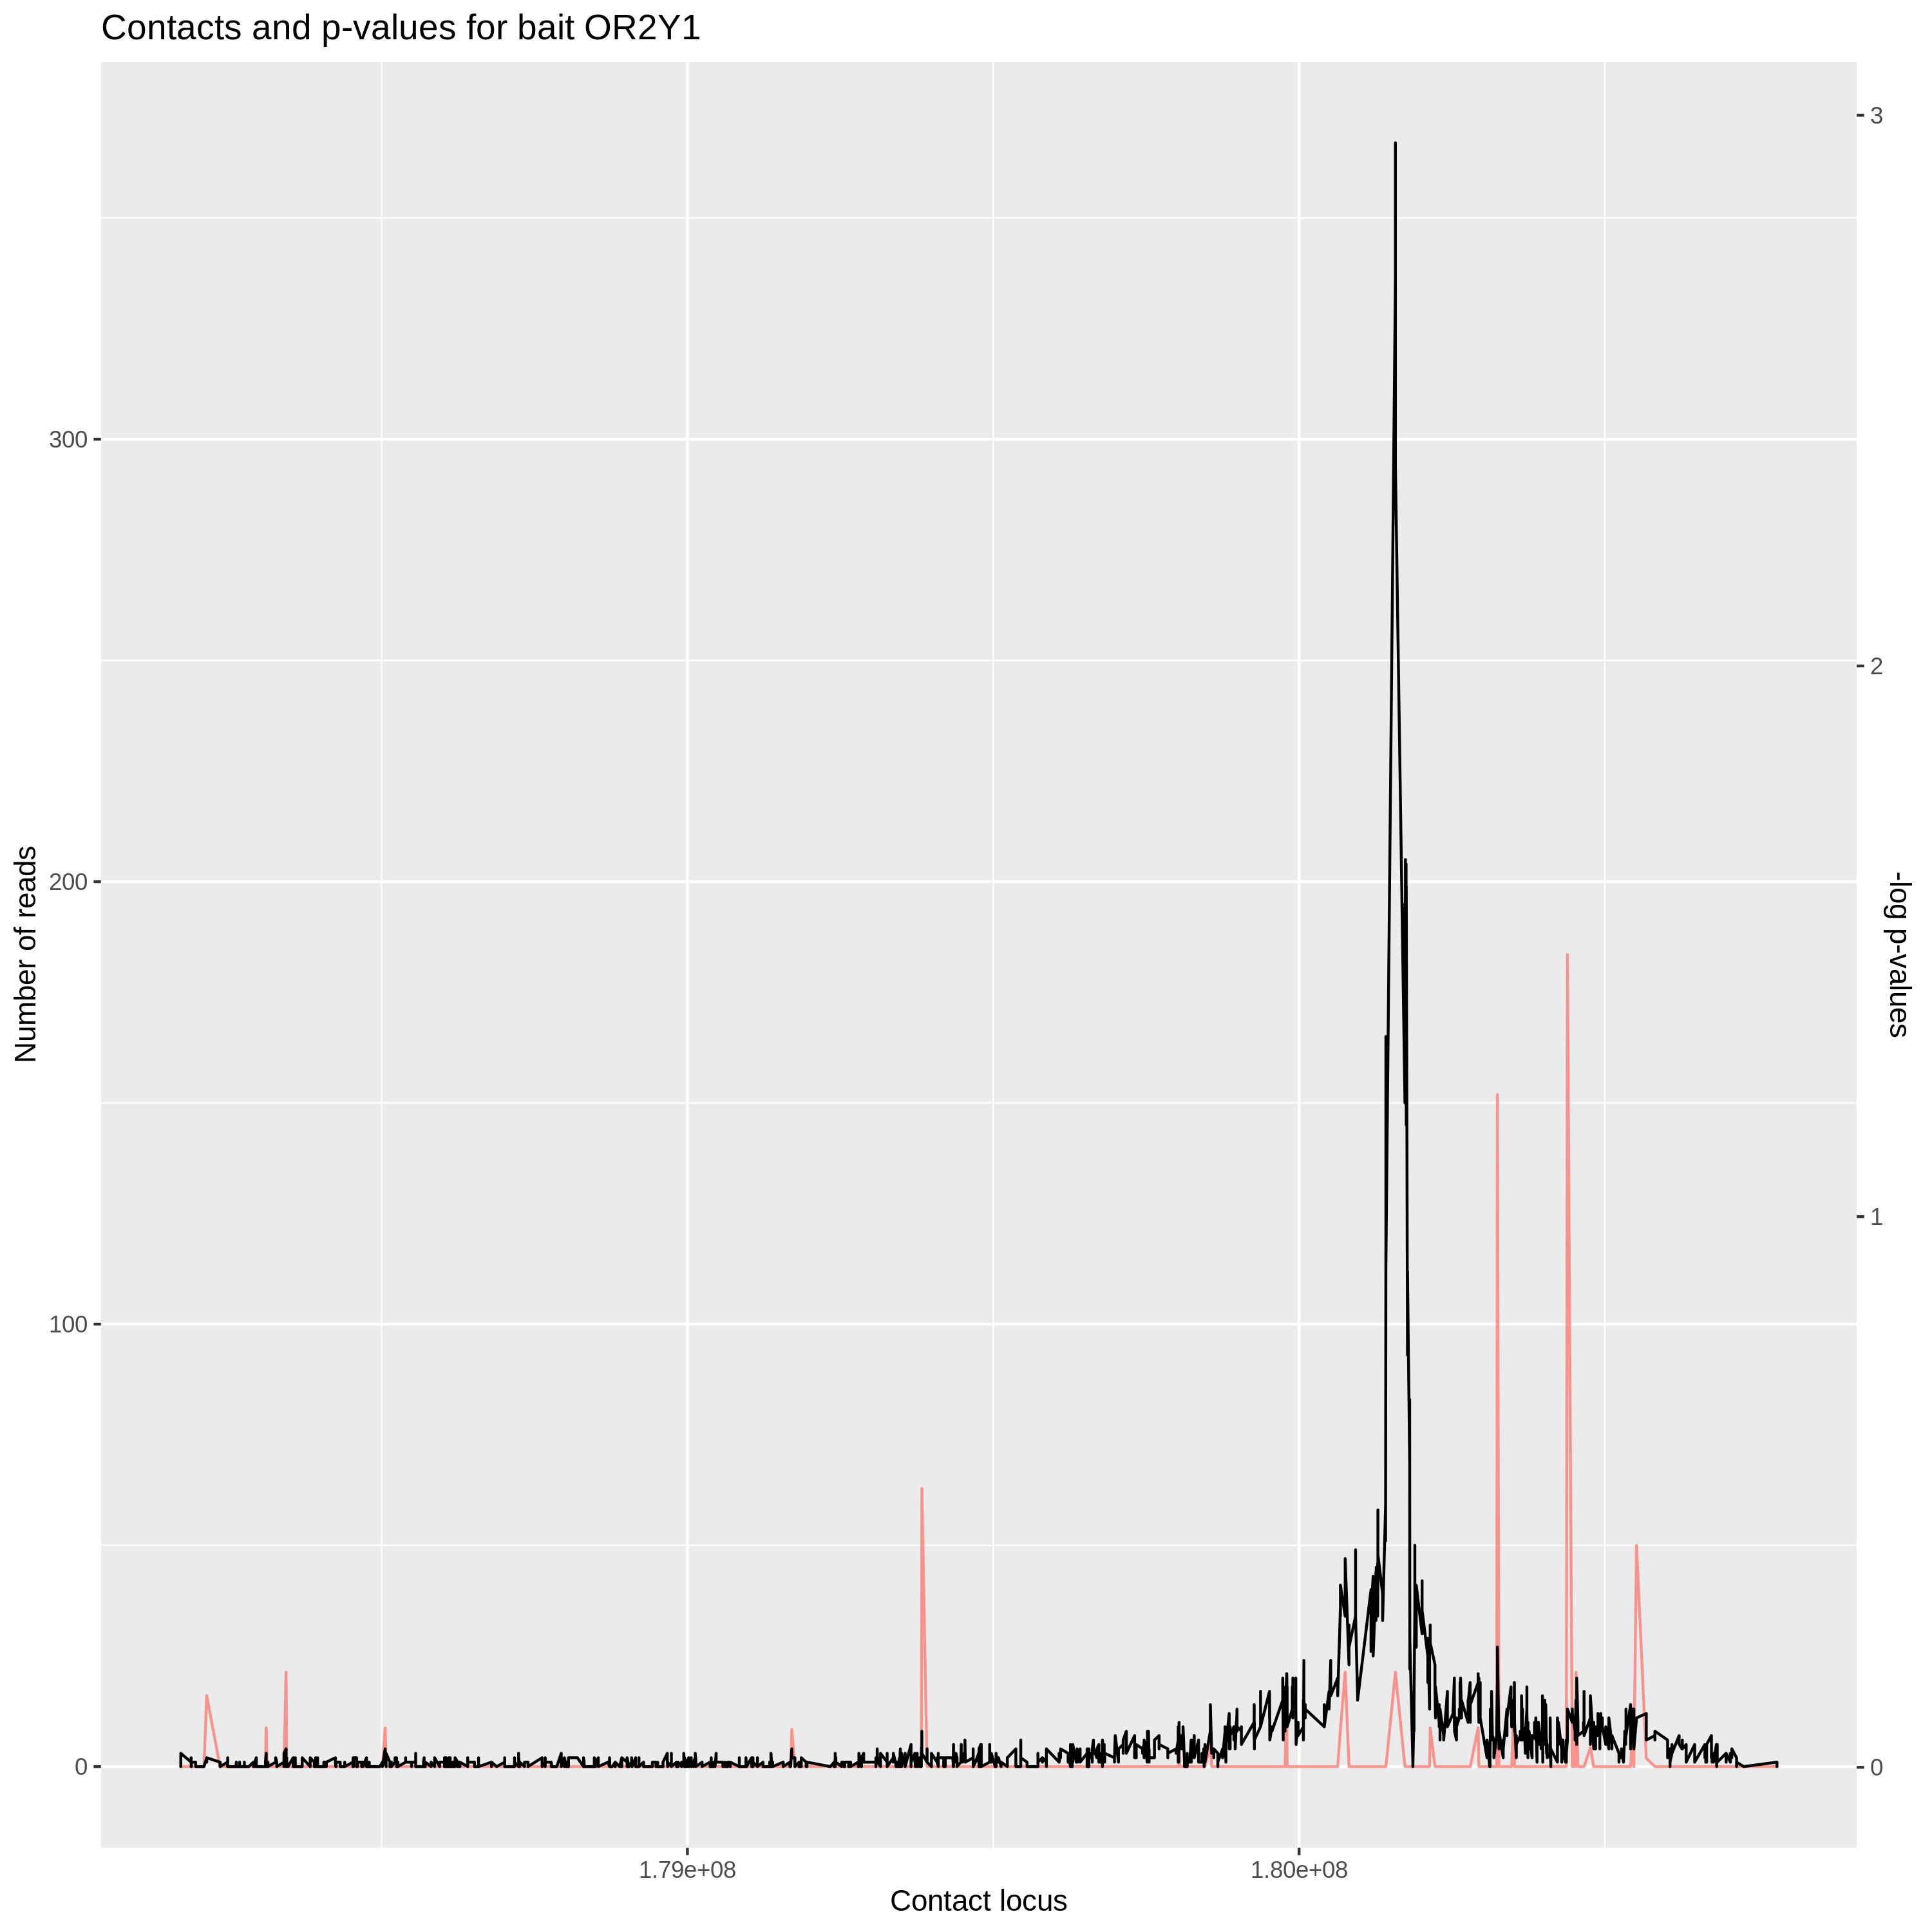 Contacts and p-values for bait OR2Y1
Number of reads
300
200
100
0
3
2
1
0
-log p-values
1.79e+08
1.80e+08
Contact locus